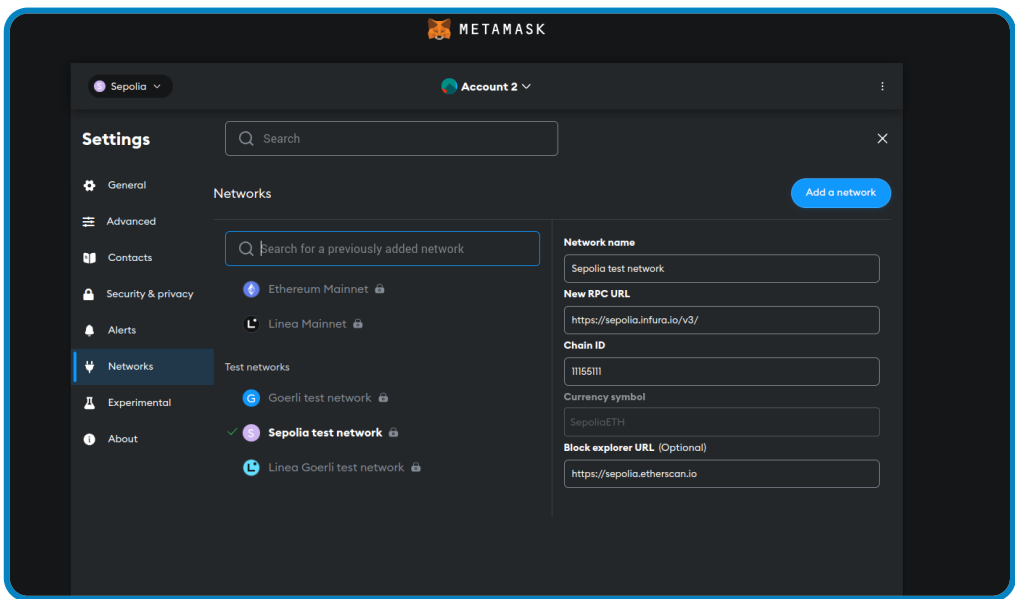 METAMASK
Sepolia
Account 2
Settings
Search
General
Advanced
Contacts
Security & privacy
Alerts
Networks
Experimental
About
Networks
Add a network
Search for a previously added network
Ethereum Mainnet
Linea Mainnet
Test networks
Goerli test network
Sepolia test network
Linea Goerli test network
Network name
Sepolia test network
New RPC URL
https://sepolia.infura.io/v3/
Chain ID
11155111
Currency symbol
SepoliaETH
Block explorer URL (Optional)
https://sepolia.etherscan.io